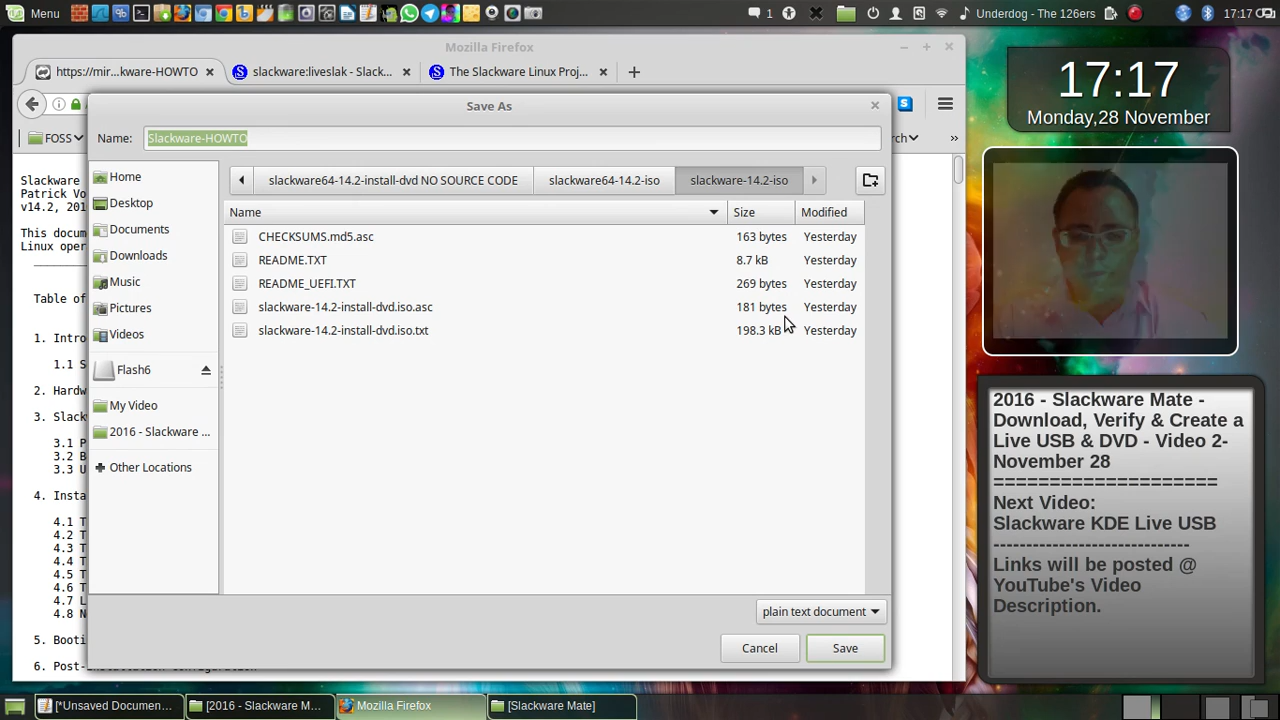 Menu
1
Underdog - The 126ers
17:17
Mozilla Firefox
https://mir...kware-HOWTO
slackware:liveslak - Slack...
The Slackware Linux Proj...
Save As
Name:
Slackware-HOWTO
FOSS
rch
Slackware
Patrick Vo
v14.2, 201
This docum
Linux oper
Table of
1. Intro
1.1 S
2. Hardw
3. Slack
3.1 P
3.2 B
3.3 U
4. Insta
4.1 T
4.2 T
4.3 T
4.4 T
4.5 T
4.6 T
4.7 L
4.8 N
5. Booti
6. Post-installation Configuration
Home
Desktop
Documents
Downloads
Music
Pictures
Videos
Flash6
My Video
2016 - Slackware ...
Other Locations
slackware64-14.2-install-dvd NO SOURCE CODE
slackware64-14.2-iso
slackware-14.2-iso
Name
Size
Modified
CHECKSUMS.md5.asc 163 bytes Yesterday
README.TXT 8.7 kB Yesterday
README_UEFI.TXT 269 bytes Yesterday
slackware-14.2-install-dvd.iso.asc 181 bytes Yesterday
slackware-14.2-install-dvd.iso.txt 198.3 kB Yesterday
plain text document
Cancel
Save
17:17
Monday,28 November
2016 - Slackware Mate -
Download, Verify & Create a
Live USB & DVD - Video 2-
November 28
====================
Next Video:
Slackware KDE Live USB
----------------------------
Links will be posted @
YouTube's Video
Description.
[*Unsaved Documen...
[2016 - Slackware M...
Mozilla Firefox
[Slackware Mate]